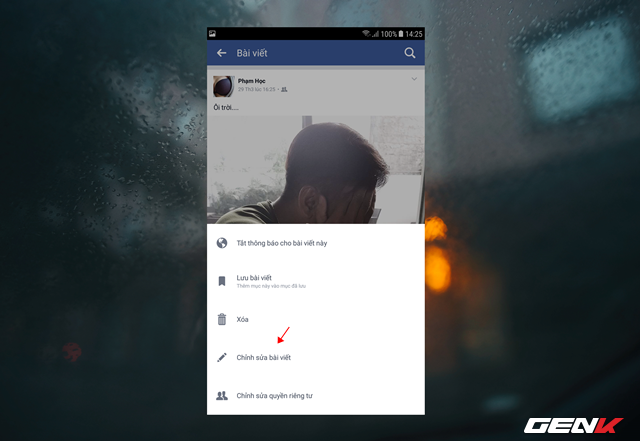 100% 14:25
Bài viết
Phạm Học
29 Th3 lúc 16:25 •
Ôi trời....
Tắt thông báo cho bài viết này
Lưu bài viết
Thêm mục này vào mục đã lưu
Xóa
Chỉnh sửa bài viết
Chỉnh sửa quyền riêng tư
GENK